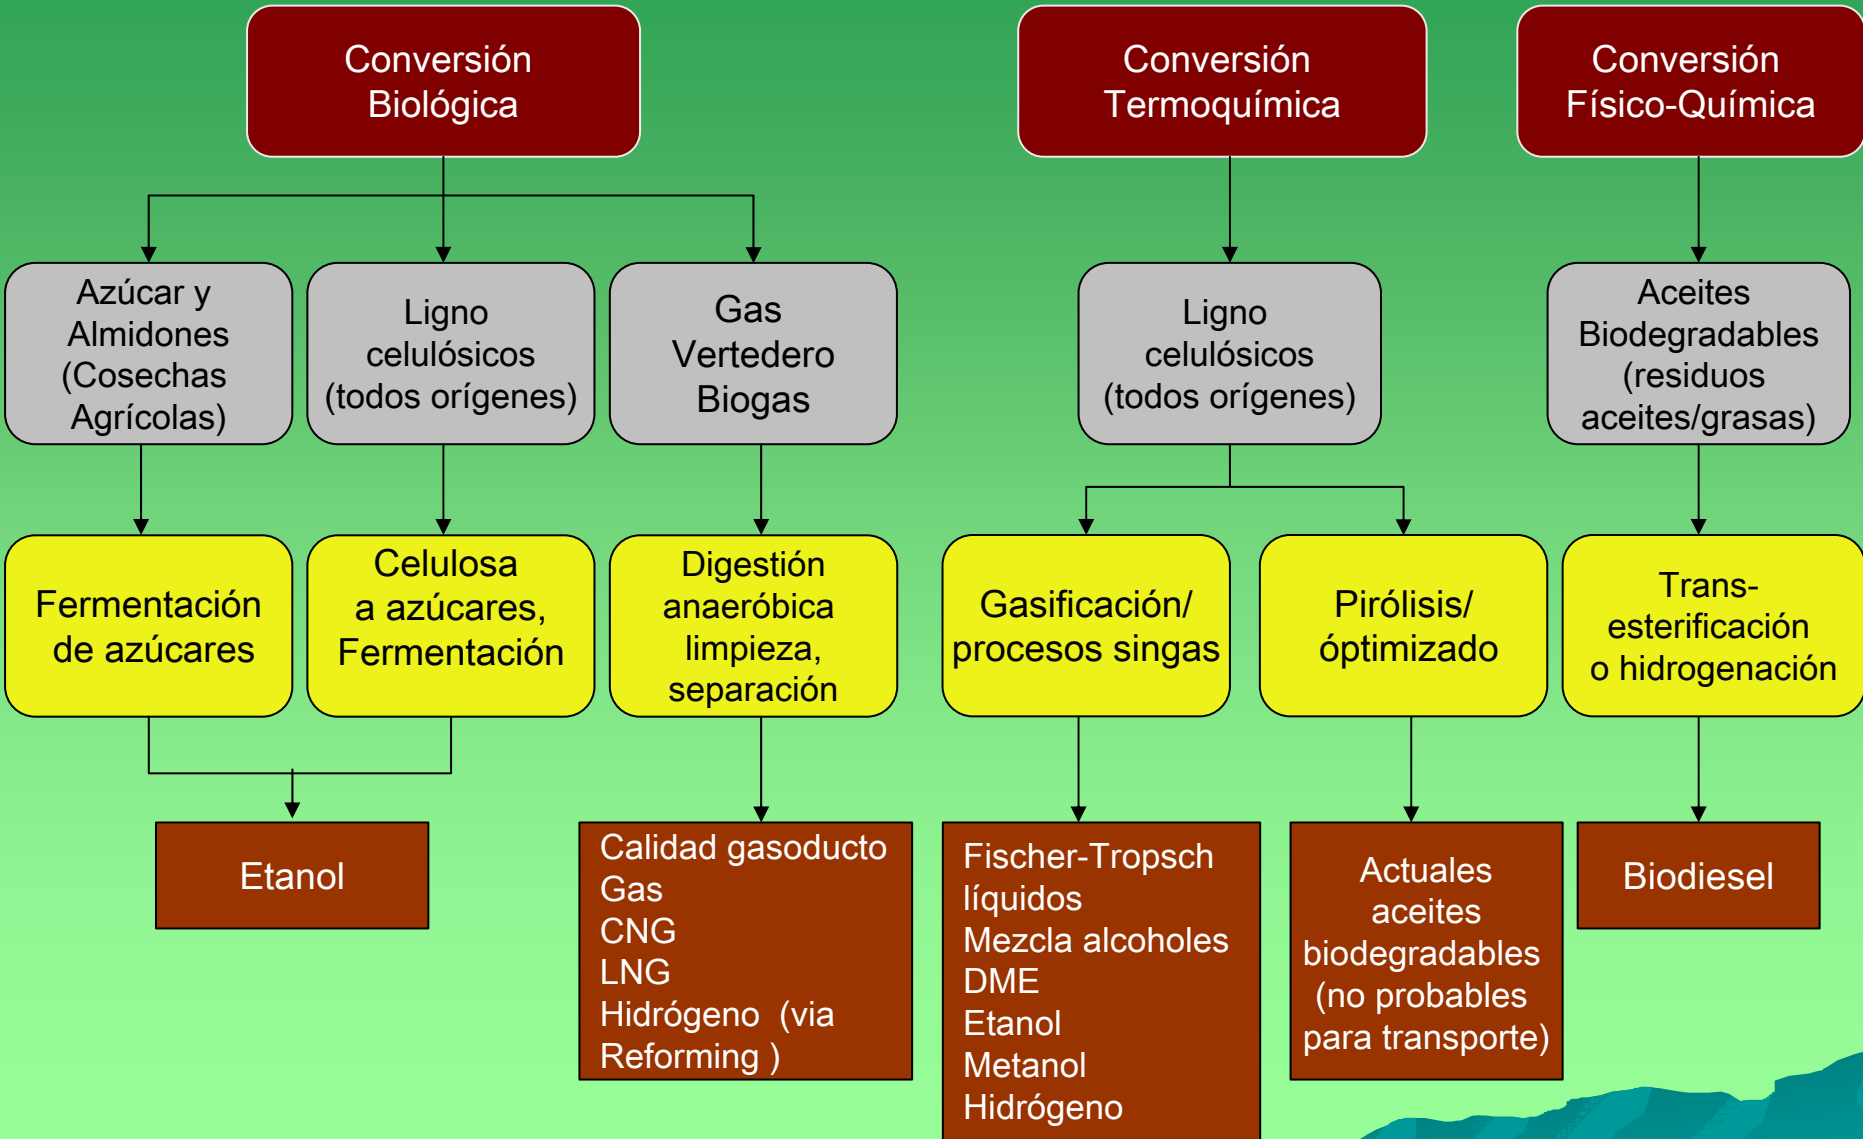 Conversión
Biológica
Conversión
Termoquímica
Conversión
Físico-Química
Azúcar y
Almidones
(Cosechas
Agrícolas)
Ligno
celulósicos
(todos orígenes)
Gas
Vertedero
Biogas
Ligno
celulósicos
(todos orígenes)
Aceites
Biodegradables
(residuos
aceites/grasas)
Fermentación
de azúcares
Celulosa
a azúcares,
Fermentación
Digestión
anaeróbica
limpieza,
separación
Gasificación/
procesos singas
Pirólisis/
óptimizado
Trans-
esterificación
o hidrogenación
Etanol
Calidad gasoducto
Gas
CNG
LNG
Hidrógeno (via
Reforming )
Fischer-Tropsch
líquidos
Mezcla alcoholes
DME
Etanol
Metanol
Hidrógeno
Actuales
aceites
biodegradables
(no probables
para transporte)
Biodiesel